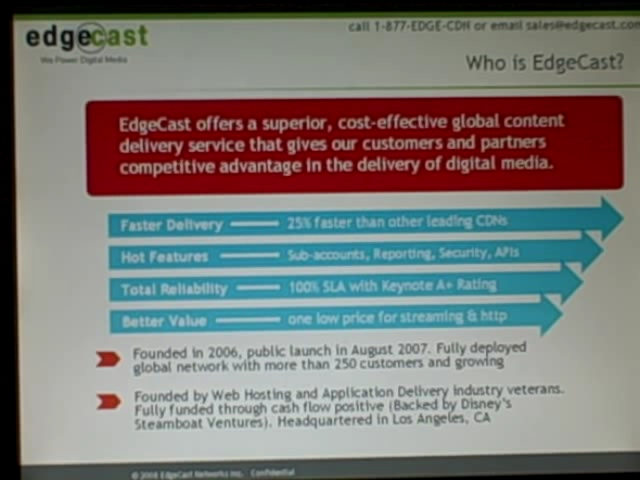 edgecast
We Power Digital Media
call 1-877-EDGE-CDN or email sales@edgecast.com
Who is EdgeCast?
EdgeCast offers a superior, cost-effective global content
delivery service that gives our customers and partners
competitive advantage in the delivery of digital media.
Faster Delivery 25% faster than other leading CDNs
Hot Features Sub-accounts, Reporting, Security, APIs
Total Reliability 100% SLA with Keynote A+ Rating
Better Value one low price for streaming & http
Founded in 2006, public launch in August 2007. Fully deployed
global network with more than 250 customers and growing
Founded by Web Hosting and Application Delivery industry veterans.
Fully funded through cash flow positive (Backed by Disney's
Steamboat Ventures). Headquartered in Los Angeles, CA
© 2008 EdgeCast Networks Inc. Confidential